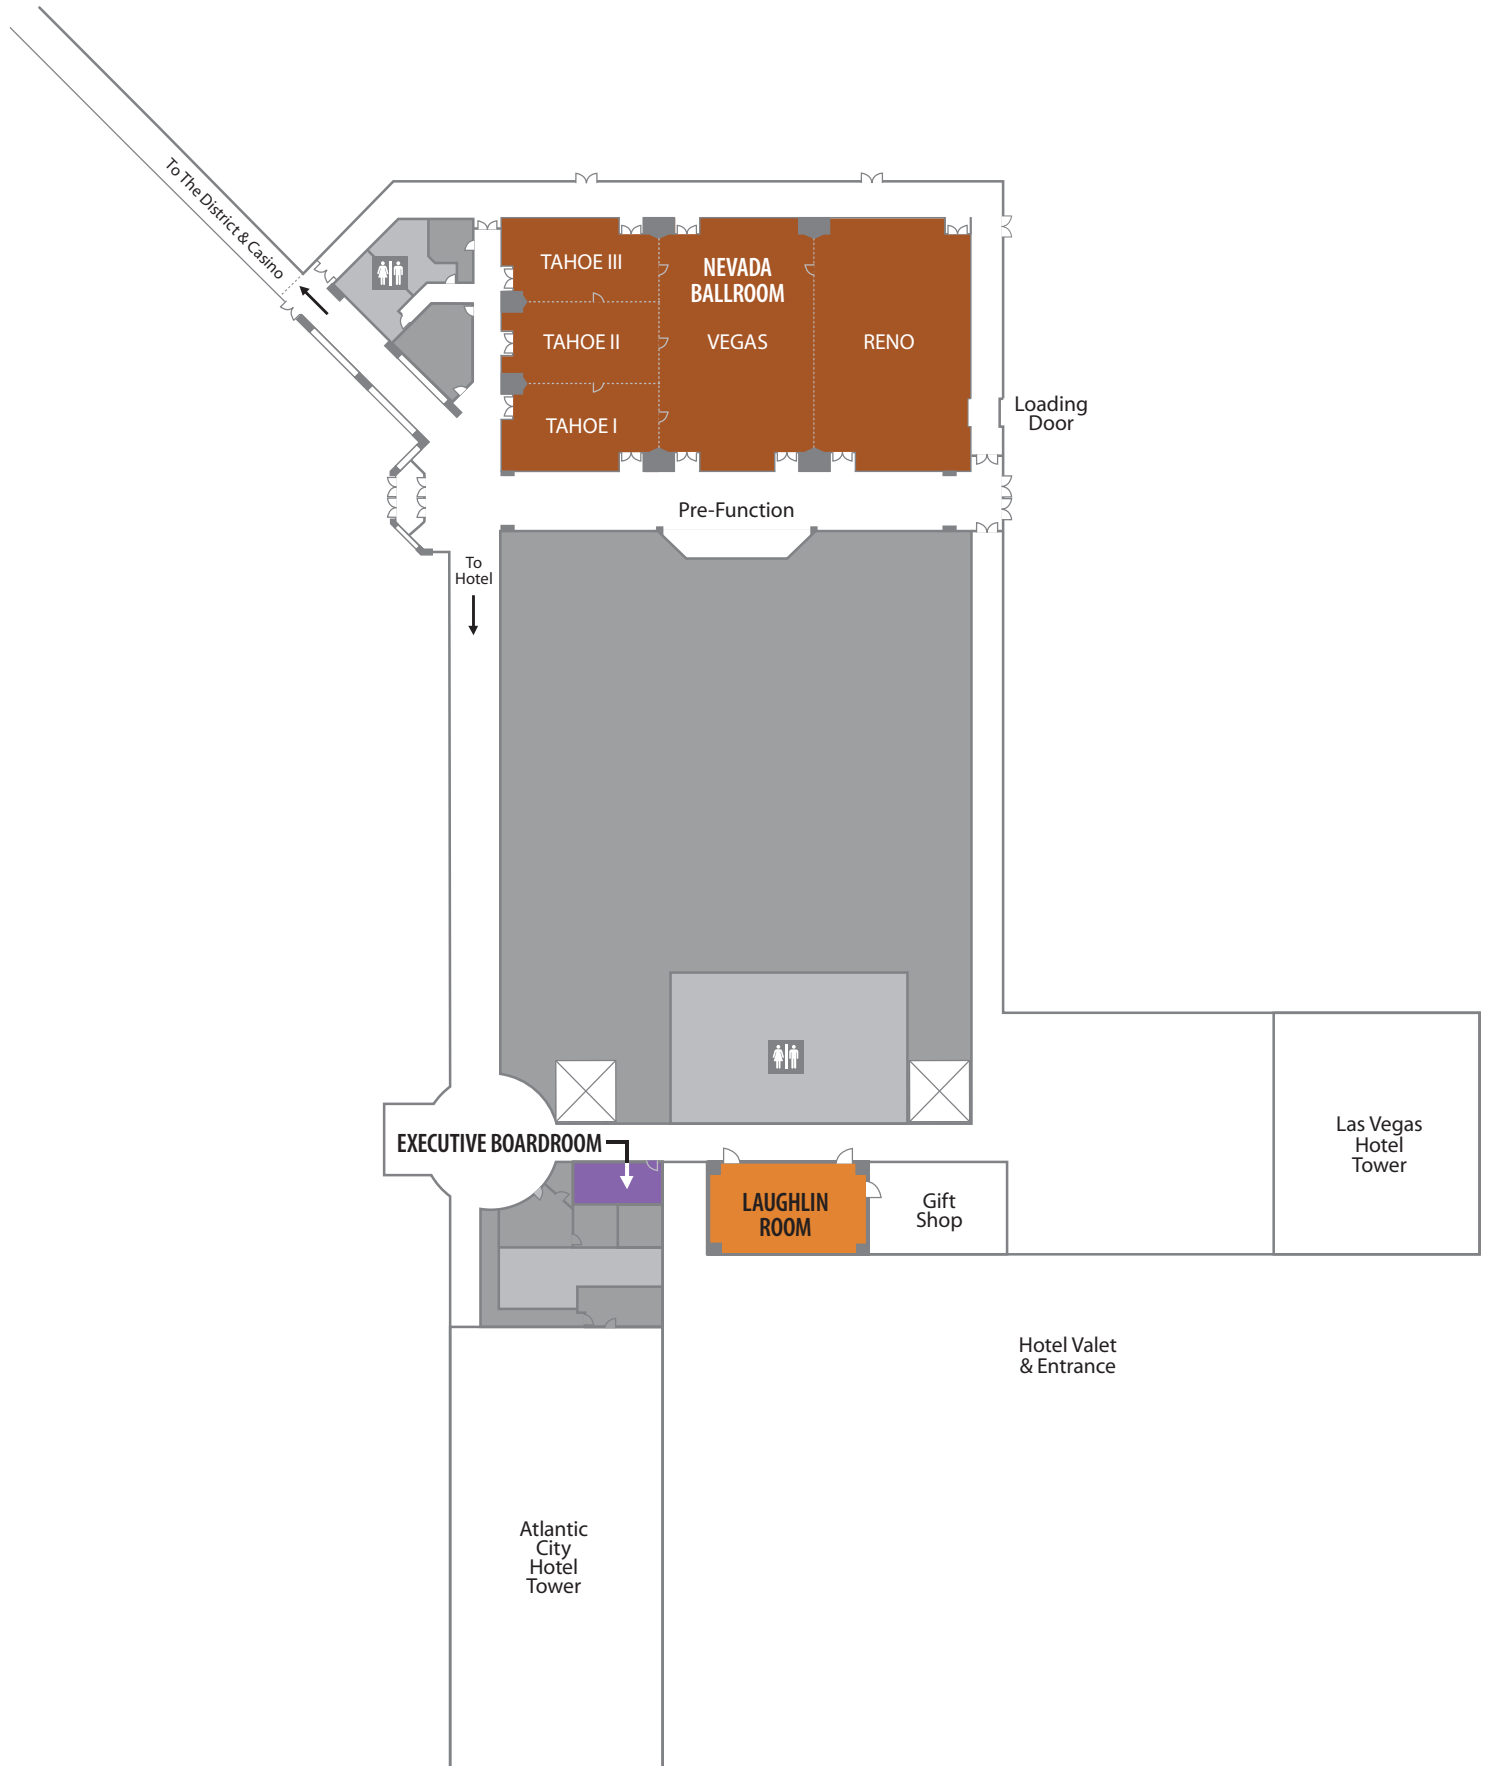 To The District & Casino
TAHOE III
NEVADA
BALLROOM
TAHOE II
VEGAS
RENO
TAHOE I
Loading
Door
Pre-Function
To
Hotel
EXECUTIVE BOARDROOM
LAUGHLIN
ROOM
Gift
Shop
Las Vegas
Hotel
Tower
Hotel Valet
& Entrance
Atlantic
City
Hotel
Tower